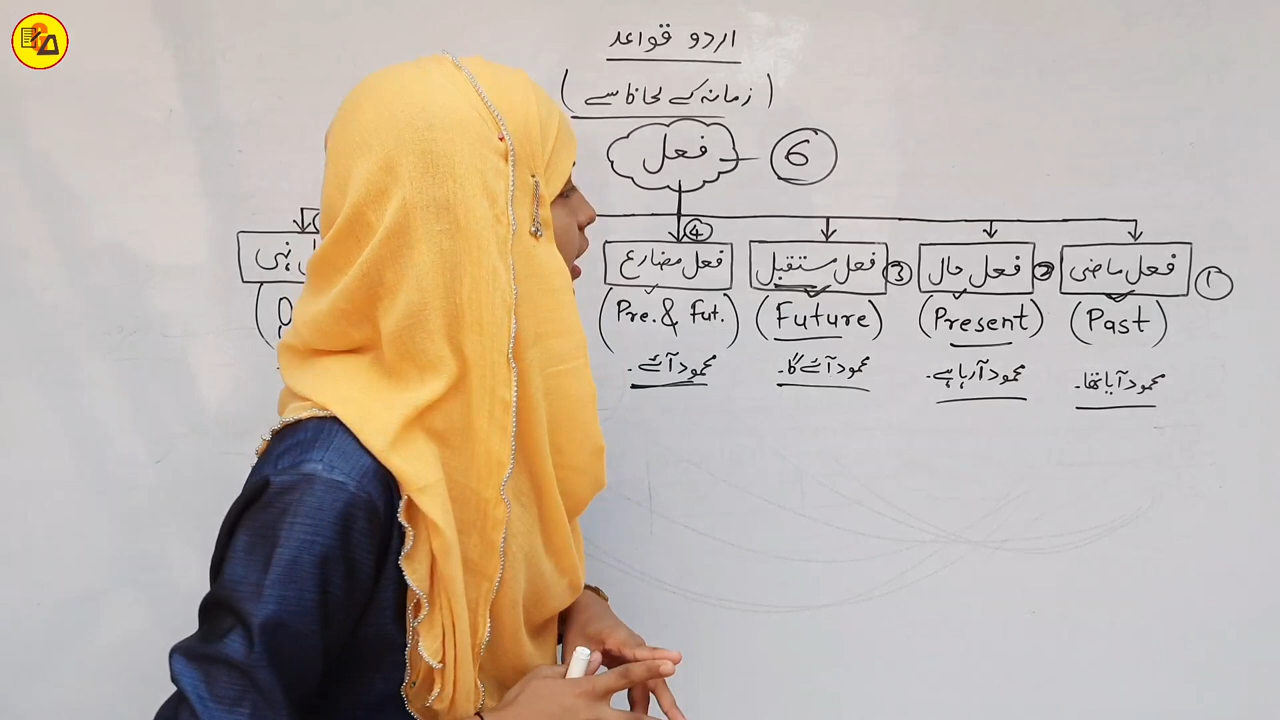 اردو قواعد
(زمانہ کے لحاظ سے)
فعل
6
فعل ماضی ①
(Past)
محمود آیا تھا۔
فعل حال ②
(Present)
محمود آرہا ہے۔
فعل مستقبل ③
(Future)
محمود آئے گا۔
④
فعل مضارع
(Pre. & Fut.)
محمود آئے۔
نہی